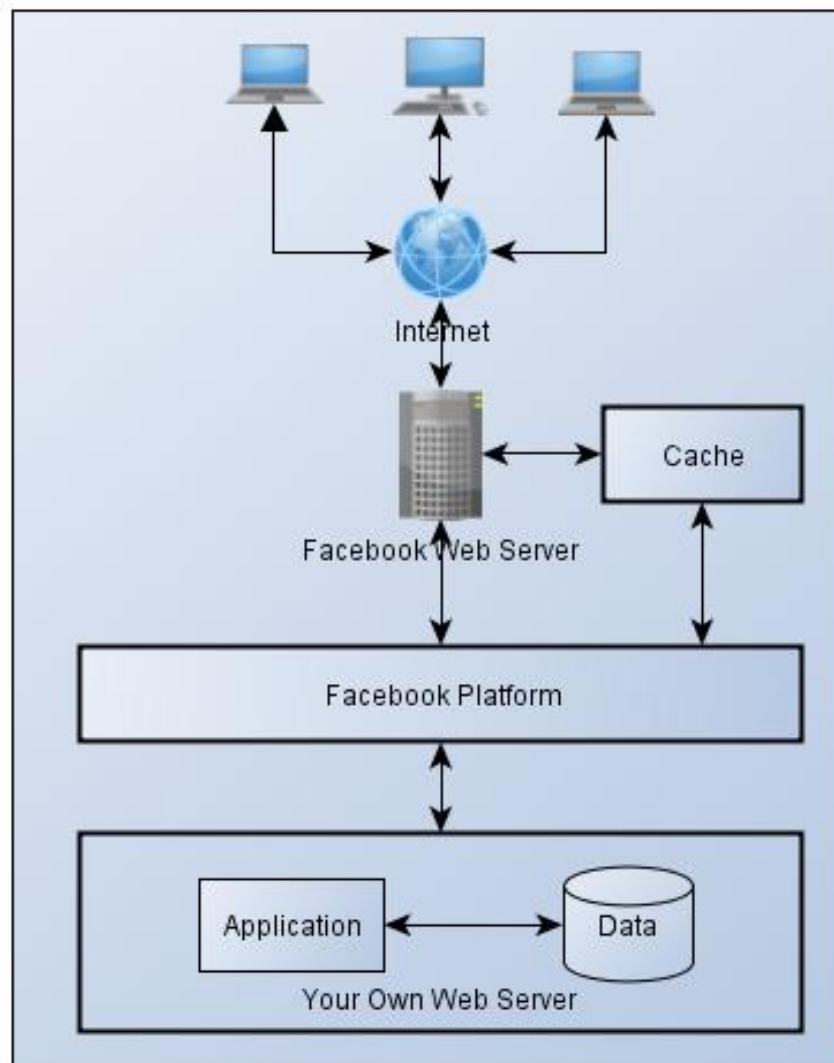 Internet
Cache
Facebook Web Server
Facebook Platform
Application
Data
Your Own Web Server